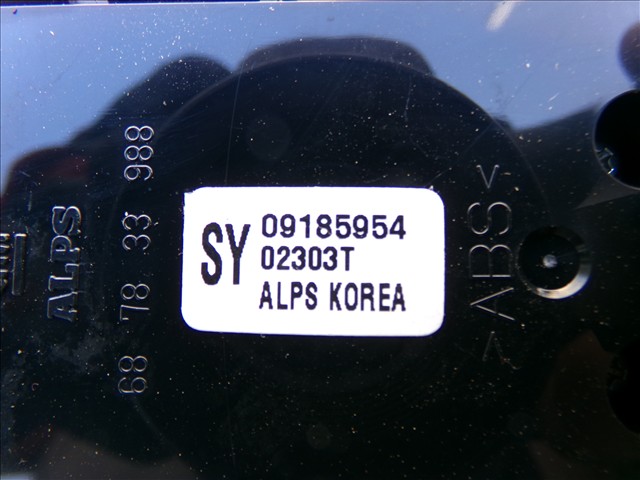 SY 09185954
02303T
ALPS KOREA
ALPS
68 78 33 988
>ABS<